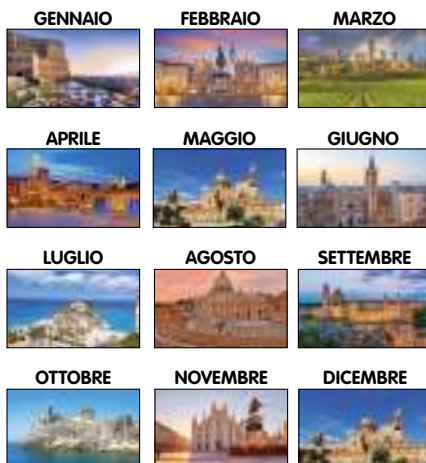 GENNAIO FEBBRAIO MARZO
APRILE MAGGIO GIUGNO
LUGLIO AGOSTO SETTEMBRE
OTTOBRE NOVEMBRE DICEMBRE